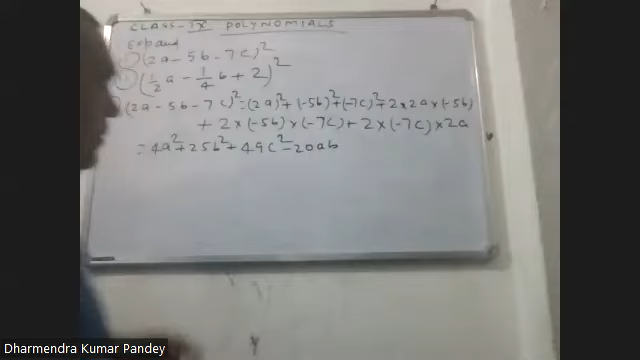 CLASS-IX POLYNOMIALS
Expand
(2a - 5b - 7c)²
(1/2 a - 1/4 b + 2)²
(2a - 5b - 7c)² = (2a)² + (-5b)² + (-7c)² + 2 × 2a × (-5b)
+ 2 × (-5b) × (-7c) + 2 × (-7c) × 2a
= 4a² + 25b² + 49c² - 20ab
Dharmendra Kumar Pandey